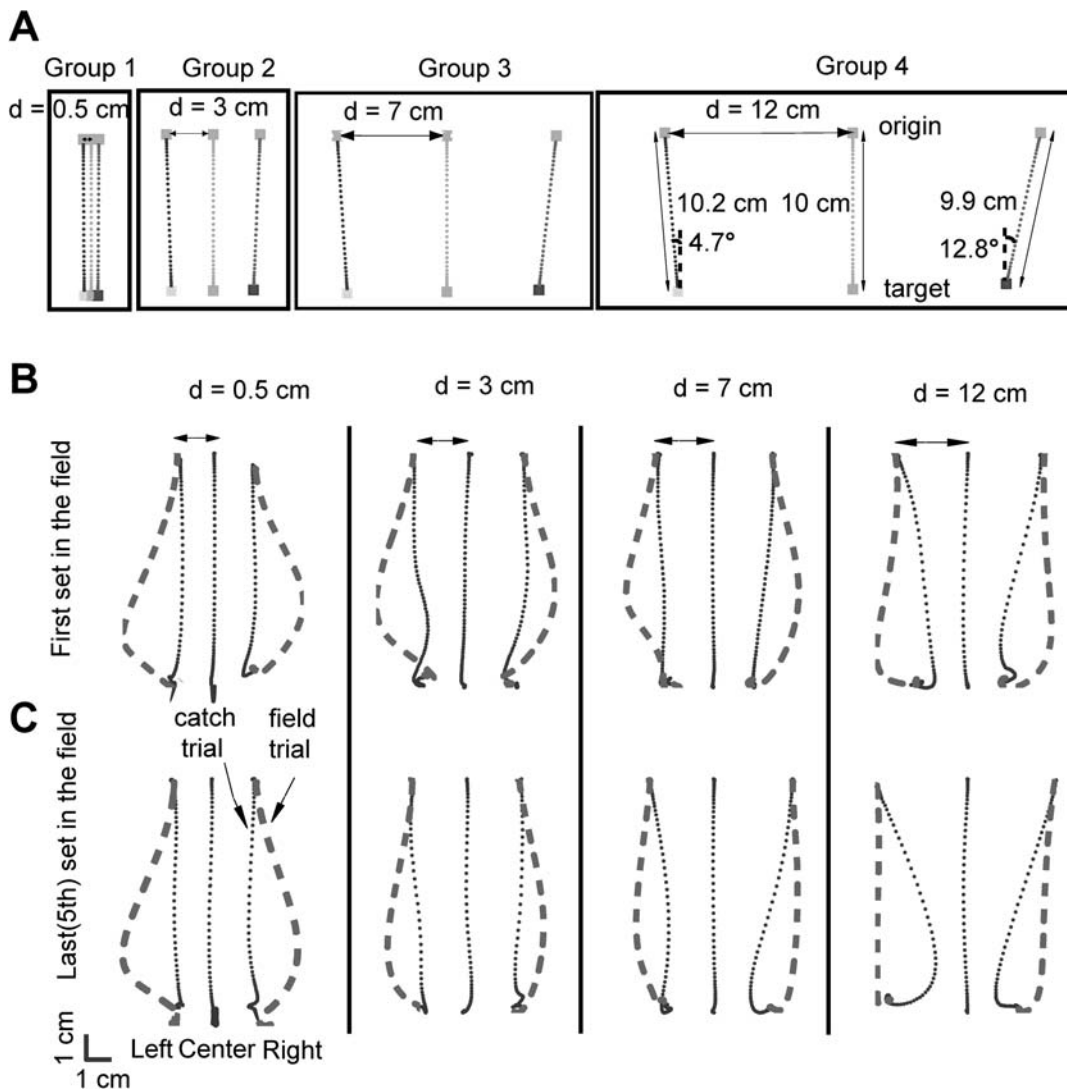 A
Group 1
Group 2
Group 3
Group 4
d = 0.5 cm
d = 3 cm
d = 7 cm
d = 12 cm
origin
10.2 cm
10 cm
9.9 cm
4.7°
12.8°
target
B
d = 0.5 cm
d = 3 cm
d = 7 cm
d = 12 cm
First set in the field
C
catch
trial
field
trial
Last(5th) set in the field
1 cm
1 cm
Left Center Right